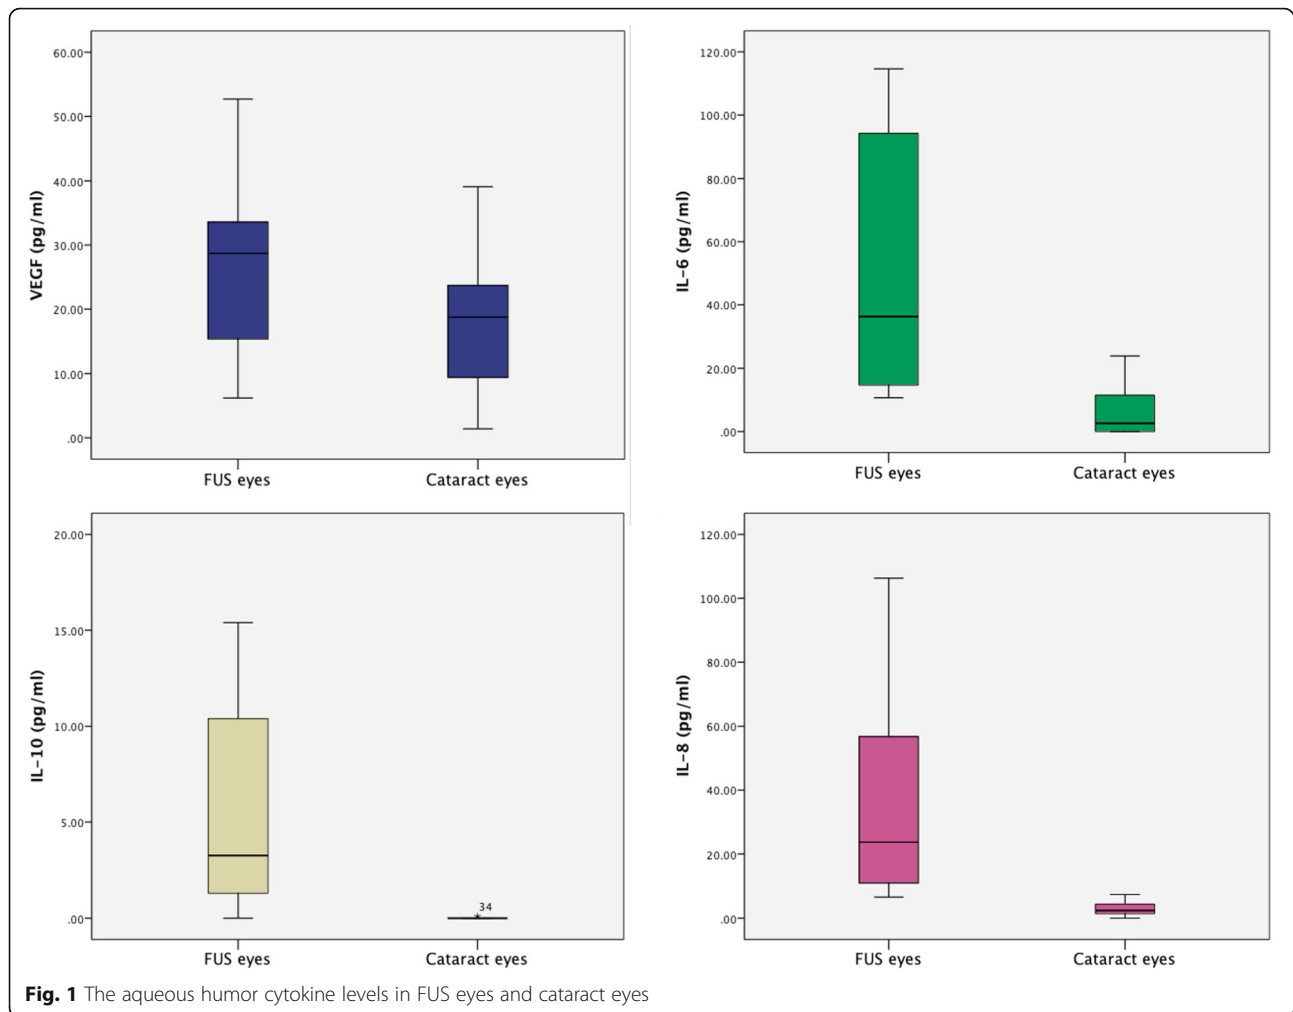 60.00
50.00
40.00
30.00
20.00
10.00
.00
VEGF (pg/ml)
FUS eyes
Cataract eyes
120.00
100.00
80.00
60.00
40.00
20.00
.00
IL-6 (pg/ml)
FUS eyes
Cataract eyes
20.00
15.00
10.00
5.00
.00
IL-10 (pg/ml)
34
*
FUS eyes
Cataract eyes
120.00
100.00
80.00
60.00
40.00
20.00
.00
IL-8 (pg/ml)
FUS eyes
Cataract eyes
Fig. 1 The aqueous humor cytokine levels in FUS eyes and cataract eyes